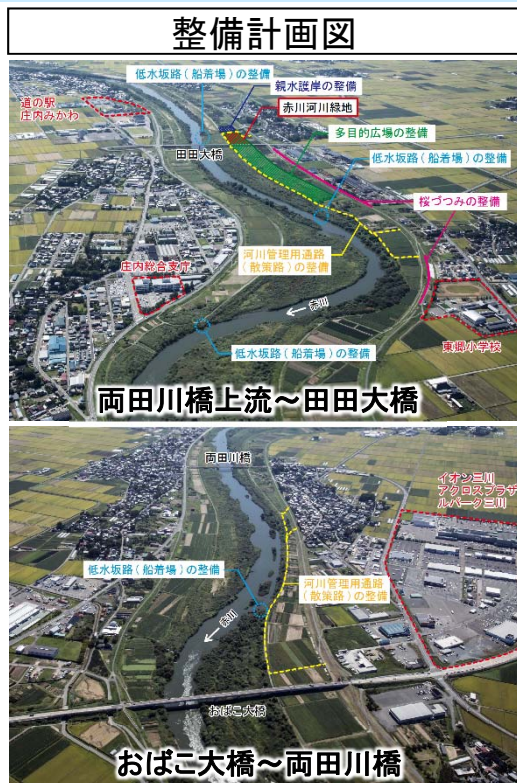 整備計画図
低水坂路(船着場)の整備
親水護岸の整備
道の駅
庄内みかわ
赤川河川緑地
田田大橋
多目的広場の整備
低水坂路(船着場)の整備
桜づつみの整備
河川管理用通路
(散策路)の整備
庄内総合支庁
赤川
低水坂路(船着場)の整備
東郷小学校
両田川橋上流～田田大橋
両田川橋
イオン三川
アクロスプラザ
ルパーク三川
低水坂路(船着場)の整備
河川管理用通路
(散策路)の整備
赤川
おばこ大橋
おばこ大橋～両田川橋